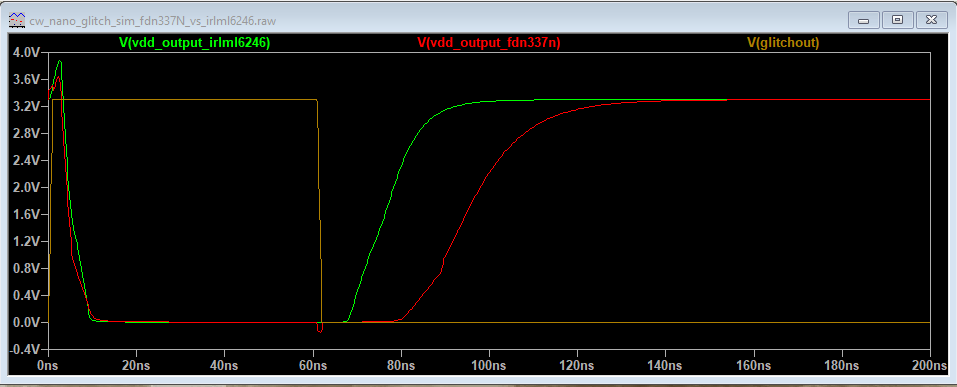 cw_nano_glitch_sim_fdn337N_vs_irlml6246.raw
V(vdd_output_irlml6246) V(vdd_output_fdn337n) V(glitchout)
4.0V
3.6V
3.2V
2.8V
2.4V
2.0V
1.6V
1.2V
0.8V
0.4V
0.0V
-0.4V
0ns 20ns 40ns 60ns 80ns 100ns 120ns 140ns 160ns 180ns 200ns